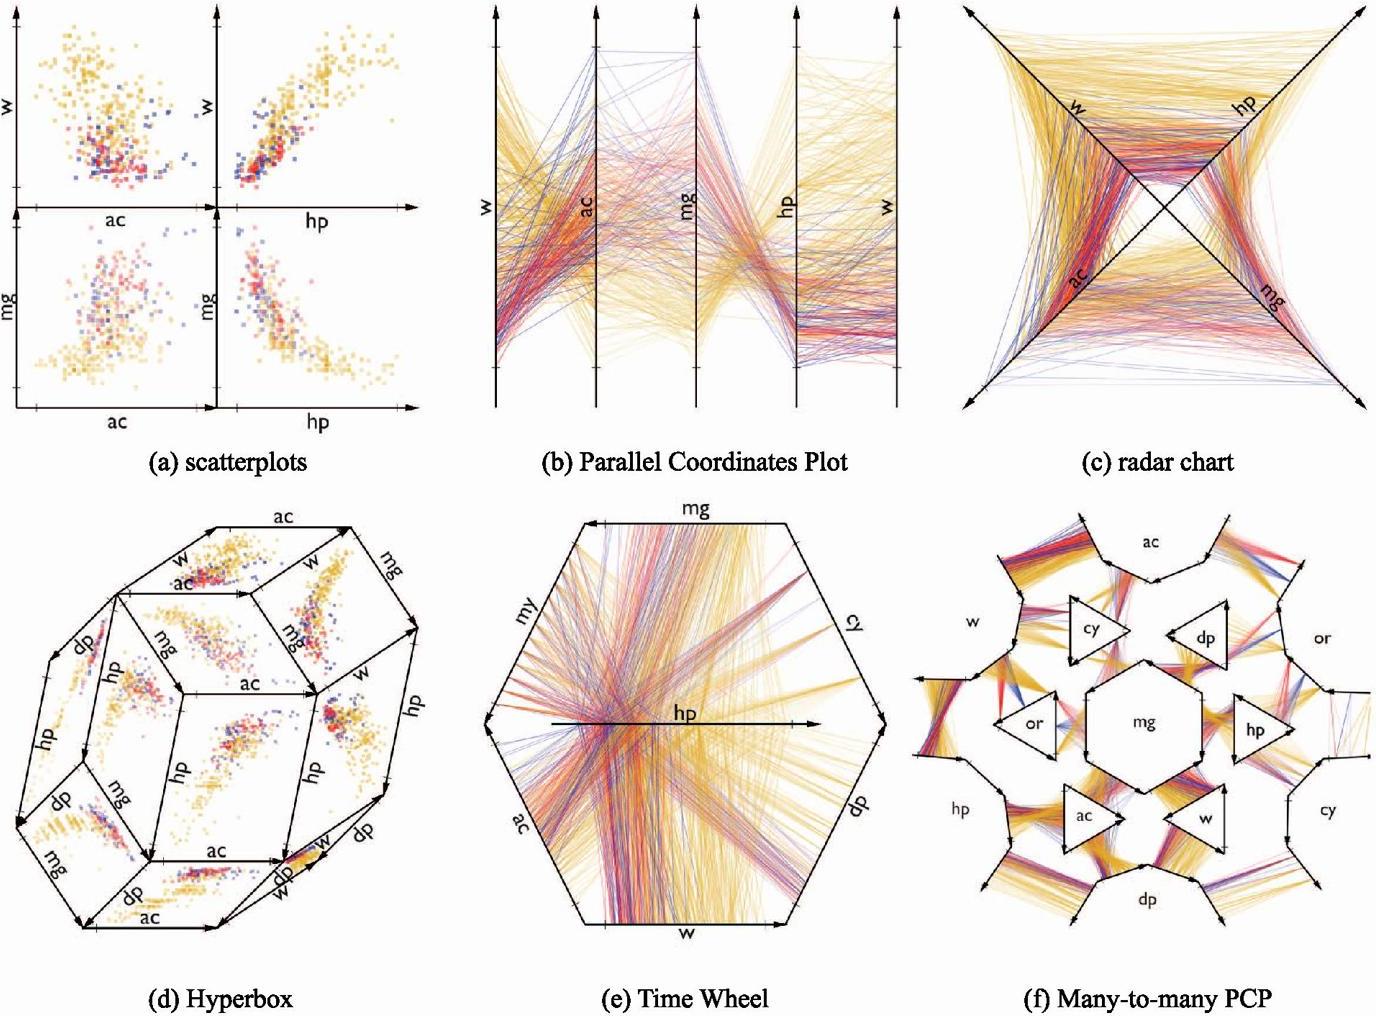 w
w
ac
hp
mg
mg
ac
hp
(a) scatterplots
w
ac
mg
hp
w
(b) Parallel Coordinates Plot
w
hp
ac
mg
(c) radar chart
ac
w
w
mg
ac
dp
hp
mg
mg
ac
w
hp
hp
hp
hp
dp
mg
mg
ac
w
dp
dp
w
dp
ac
(d) Hyperbox
mg
my
cy
hp
ac
dp
w
(e) Time Wheel
ac
w
cy
dp
or
or
mg
hp
hp
ac
w
cy
dp
(f) Many-to-many PCP